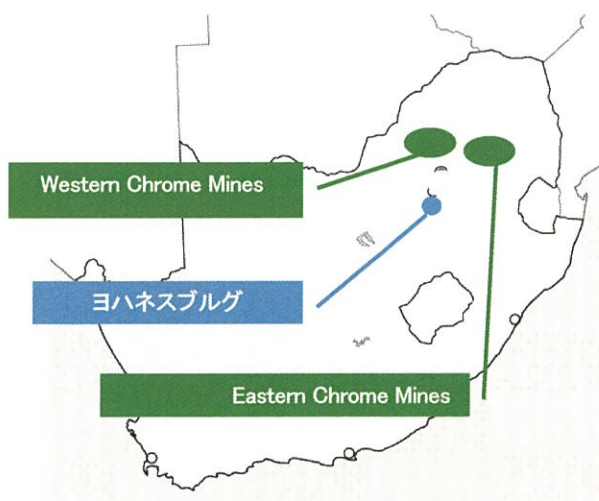 Western Chrome Mines
ヨハネスブルグ
Eastern Chrome Mines